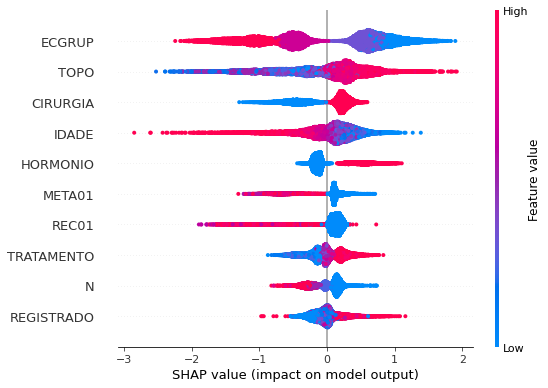 High
ECGRUP
TOPO
CIRURGIA
IDADE
HORMONIO
META01
REC01
TRATAMENTO
N
REGISTRADO
Feature value
Low
−3 −2 −1 0 1 2
SHAP value (impact on model output)